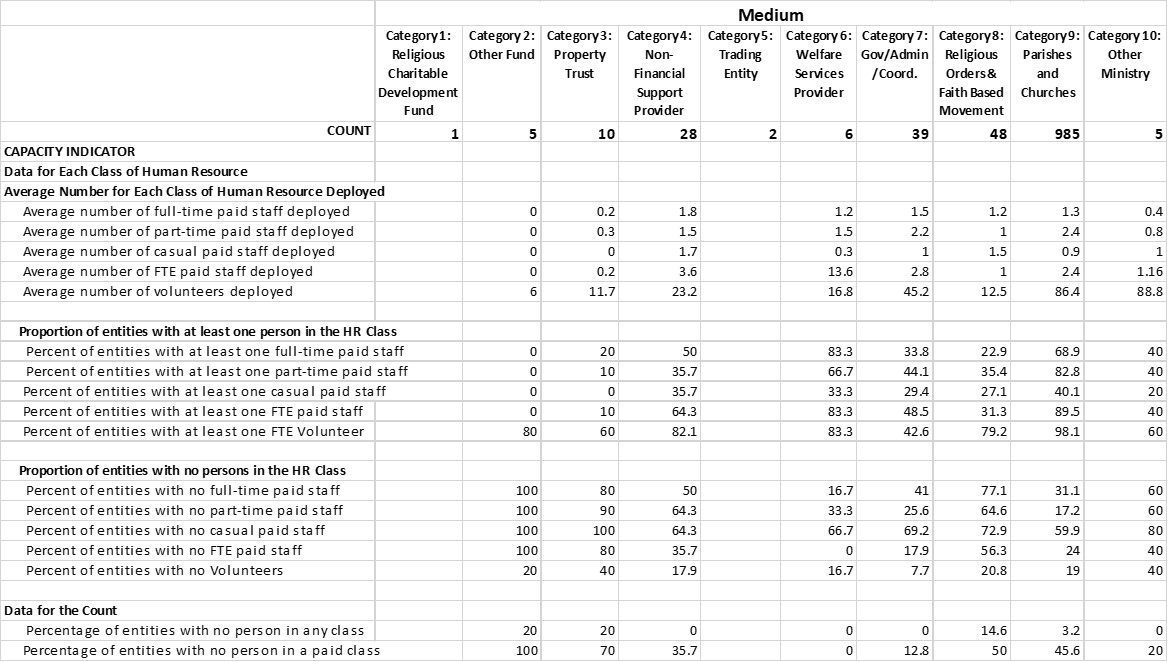 Medium
Category 1: Religious Charitable Development Fund Category 2: Other Fund Category 3: Property Trust Category 4: Non-Financial Support Provider Category 5: Trading Entity Category 6: Welfare Services Provider Category 7: Gov/Admin/Coord. Category 8: Religious Orders & Faith Based Movement Category 9: Parishes and Churches Category 10: Other Ministry
COUNT 1 5 10 28 2 6 39 48 985 5
CAPACITY INDICATOR
Data for Each Class of Human Resource
Average Number for Each Class of Human Resource Deployed
Average number of full-time paid staff deployed 0 0.2 1.8 1.2 1.5 1.2 1.3 0.4
Average number of part-time paid staff deployed 0 0.3 1.5 1.5 2.2 1 2.4 0.8
Average number of casual paid staff deployed 0 0 1.7 0.3 1 1.5 0.9 1
Average number of FTE paid staff deployed 0 0.2 3.6 13.6 2.8 1 2.4 1.16
Average number of volunteers deployed 6 11.7 23.2 16.8 45.2 12.5 86.4 88.8
Proportion of entities with at least one person in the HR Class
Percent of entities with at least one full-time paid staff 0 20 50 83.3 33.8 22.9 68.9 40
Percent of entities with at least one part-time paid staff 0 10 35.7 66.7 44.1 35.4 82.8 40
Percent of entities with at least one casual paid staff 0 0 35.7 33.3 29.4 27.1 40.1 20
Percent of entities with at least one FTE paid staff 0 10 64.3 83.3 48.5 31.3 89.5 40
Percent of entities with at least one FTE Volunteer 80 60 82.1 83.3 42.6 79.2 98.1 60
Proportion of entities with no persons in the HR Class
Percent of entities with no full-time paid staff 100 80 50 16.7 41 77.1 31.1 60
Percent of entities with no part-time paid staff 100 90 64.3 33.3 25.6 64.6 17.2 60
Percent of entities with no casual paid staff 100 100 64.3 66.7 69.2 72.9 59.9 80
Percent of entities with no FTE paid staff 100 80 35.7 0 17.9 56.3 24 40
Percent of entities with no Volunteers 20 40 17.9 16.7 7.7 20.8 19 40
Data for the Count
Percentage of entities with no person in any class 20 20 0 0 0 14.6 3.2 0
Percentage of entities with no person in a paid class 100 70 35.7 0 12.8 50 45.6 20